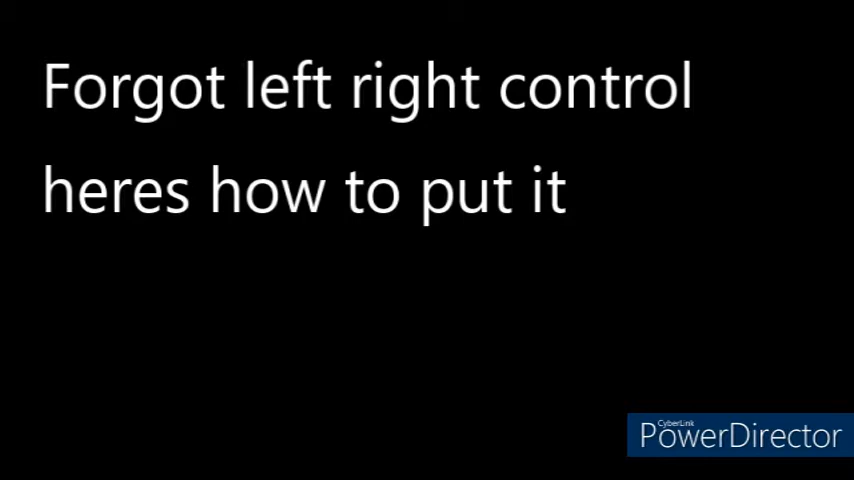 Forgot left right control
heres how to put it
CyberLink
PowerDirector